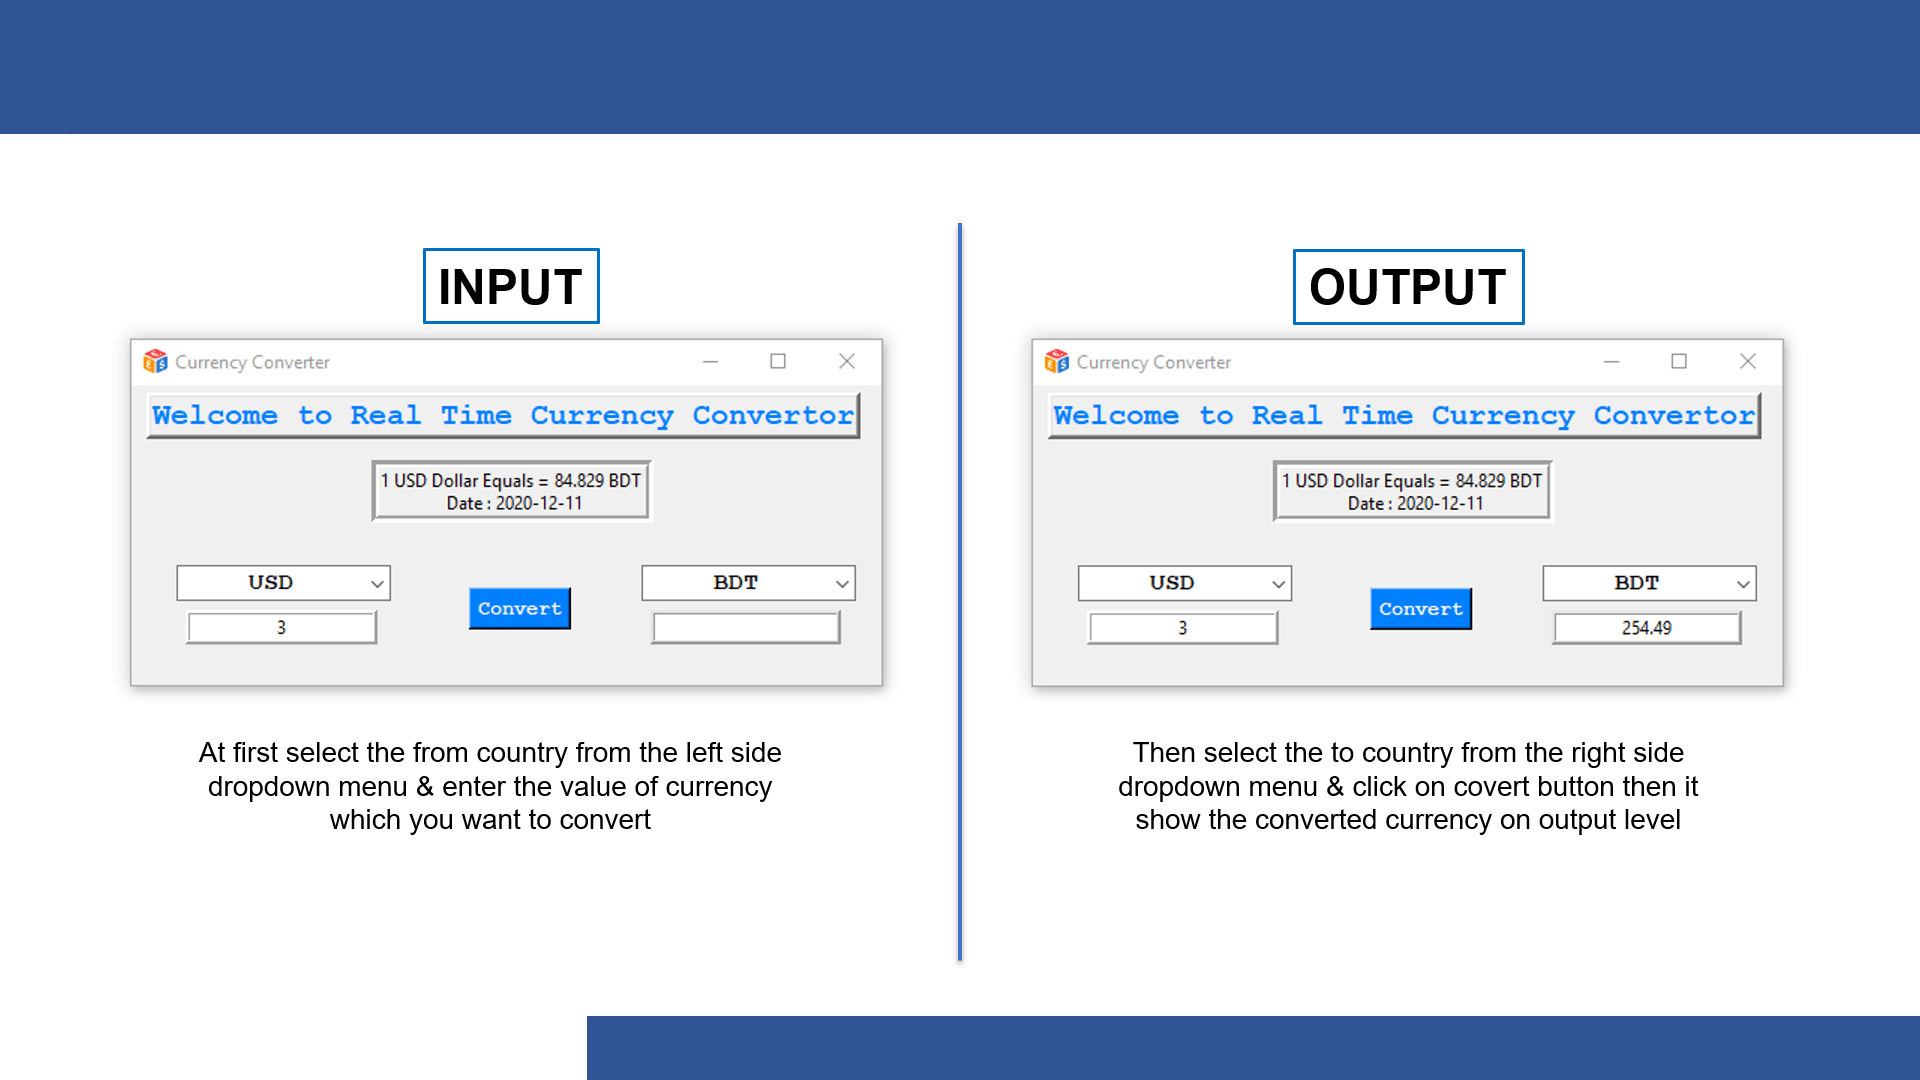 INPUT
Currency Converter
Welcome to Real Time Currency Convertor
1 USD Dollar Equals = 84.829 BDT
Date : 2020-12-11
USD
BDT
Convert
3
At first select the from country from the left side
dropdown menu & enter the value of currency
which you want to convert
OUTPUT
Currency Converter
Welcome to Real Time Currency Convertor
1 USD Dollar Equals = 84.829 BDT
Date : 2020-12-11
USD
BDT
Convert
3
254.49
Then select the to country from the right side
dropdown menu & click on covert button then it
show the converted currency on output level